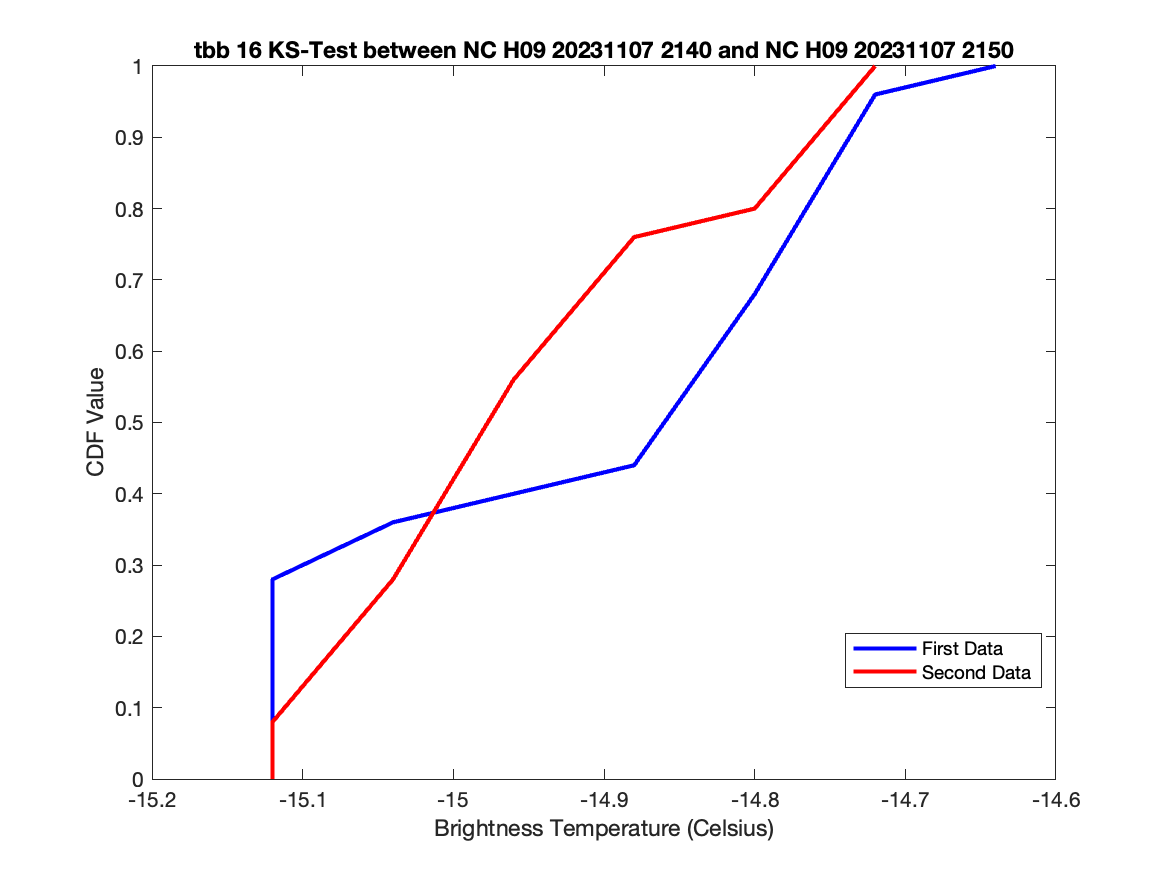 tbb 16 KS-Test between NC H09 20231107 2140 and NC H09 20231107 2150
1
0.9
0.8
0.7
0.6
0.5
0.4
0.3
0.2
0.1
0
CDF Value
First Data
Second Data
-15.2 -15.1 -15 -14.9 -14.8 -14.7 -14.6
Brightness Temperature (Celsius)